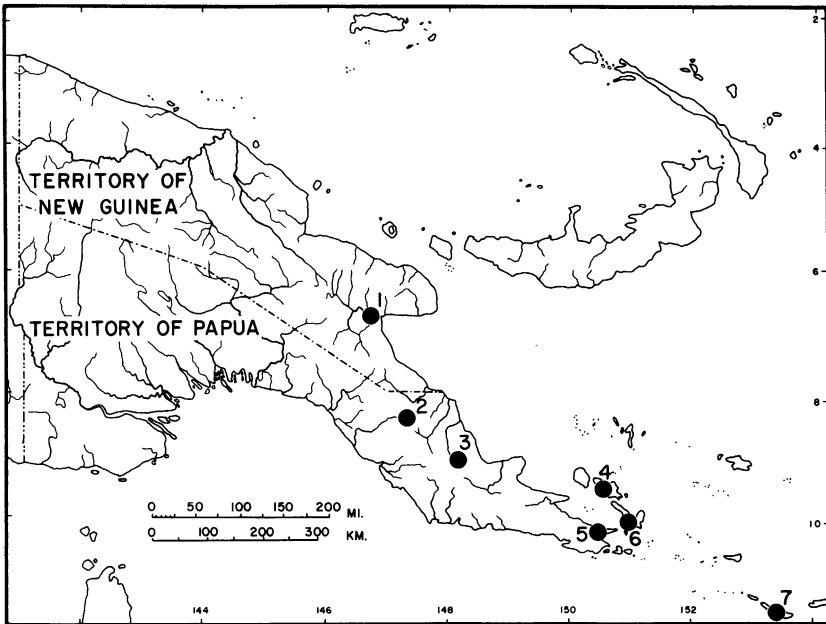 2
4
TERRITORY OF
NEW GUINEA
6
1
TERRITORY OF PAPUA
8
2
3
4
0 50 100 150 200 MI.
0 100 200 300 KM.
10
5
6
7
144 146 148 150 152